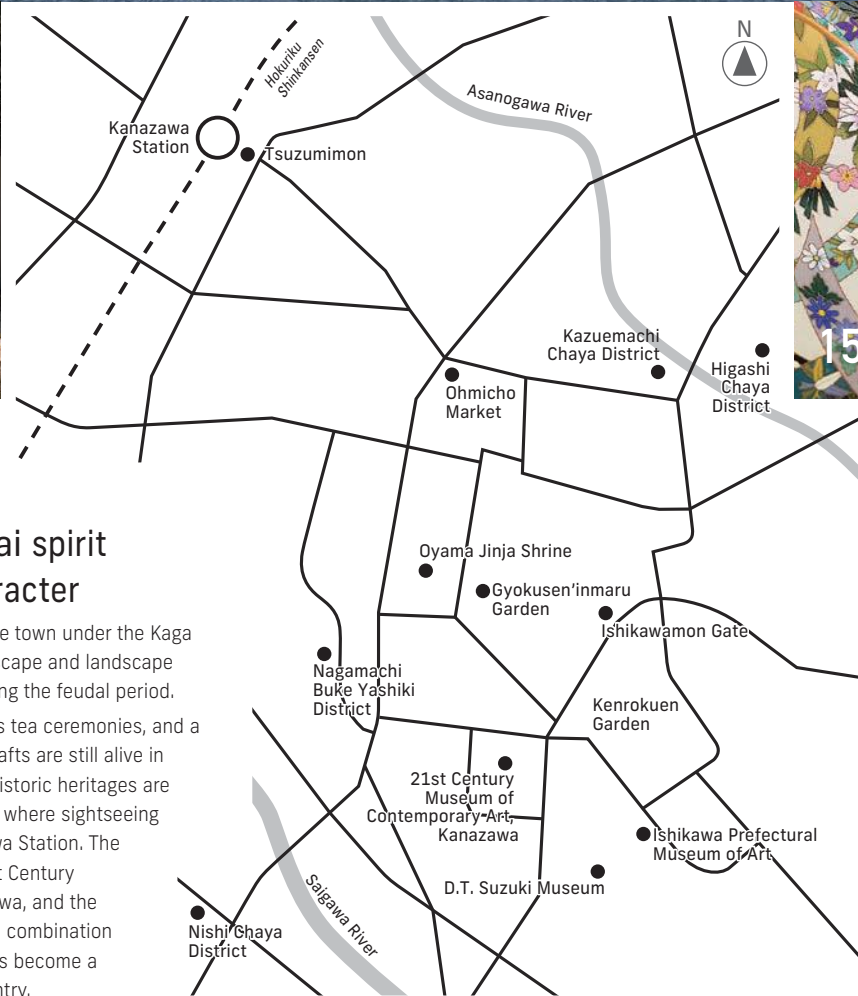 N
Hokuriku
Shinkansen
Asanogawa River
Kanazawa
Station
Tsuzumimon
15
Kazuemachi
Chaya District
Higashi
Chaya
District
Ohmicho
Market
Oyama Jinja Shrine
Gyokusen'inmaru
Garden
Ishikawamon Gate
Nagamachi
Buke Yashiki
District
Kenrokuen
Garden
21st Century
Museum of
Contemporary Art,
Kanazawa
Ishikawa Prefectural
Museum of Art
D.T. Suzuki Museum
Saigawa River
Nishi Chaya
District
ai spirit
racter
e town under the Kaga
cape and landscape
ng the feudal period.
s tea ceremonies, and a
afts are still alive in
istoric heritages are
where sightseeing
a Station. The
t Century
wa, and the
combination
s become a
ntry.